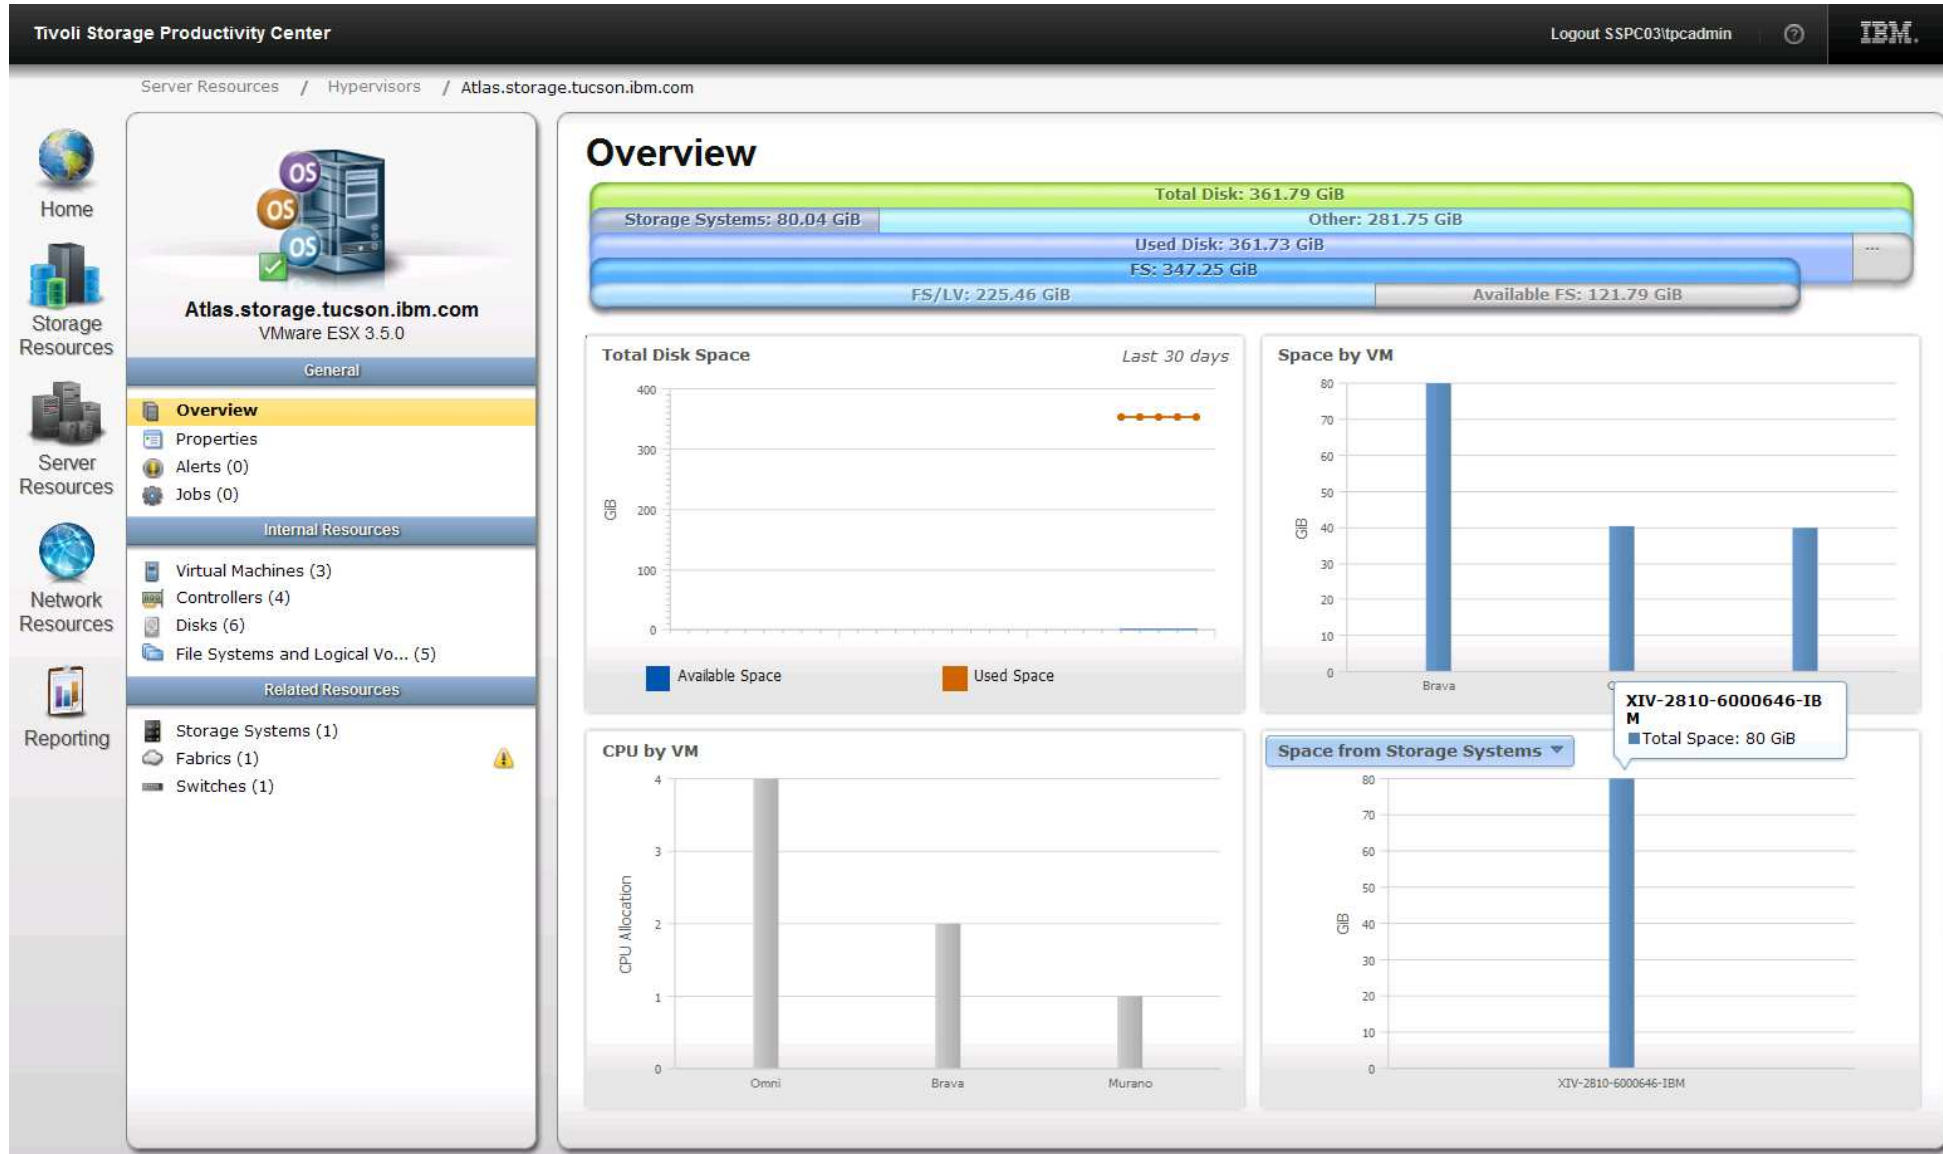 Tivoli Storage Productivity Center
Logout SSPC03\tpcadmin
?
IBM.
Server Resources / Hypervisors / Atlas.storage.tucson.ibm.com
Home
Storage
Resources
Server
Resources
Network
Resources
Reporting
OS
OS
OS
Atlas.storage.tucson.ibm.com
VMware ESX 3.5.0
General
Overview
Properties
Alerts (0)
Jobs (0)
Internal Resources
Virtual Machines (3)
Controllers (4)
Disks (6)
File Systems and Logical Vo... (5)
Related Resources
Storage Systems (1)
Fabrics (1)
Switches (1)
Overview
Total Disk: 361.79 GiB
Storage Systems: 80.04 GiB
Other: 281.75 GiB
Used Disk: 361.73 GiB
...
FS: 347.25 GiB
FS/LV: 225.46 GiB
Available FS: 121.79 GiB
Total Disk Space
Last 30 days
400
300
200
100
0
GiB
Available Space
Used Space
Space by VM
80
70
60
50
40
30
20
10
0
GiB
Brava
CPU by VM
4
3
2
1
0
CPU Allocation
Omni
Brava
Murano
Space from Storage Systems
XIV-2810-6000646-IB
M
Total Space: 80 GiB
80
70
60
50
40
30
20
10
0
GiB
XIV-2810-6000646-IBM